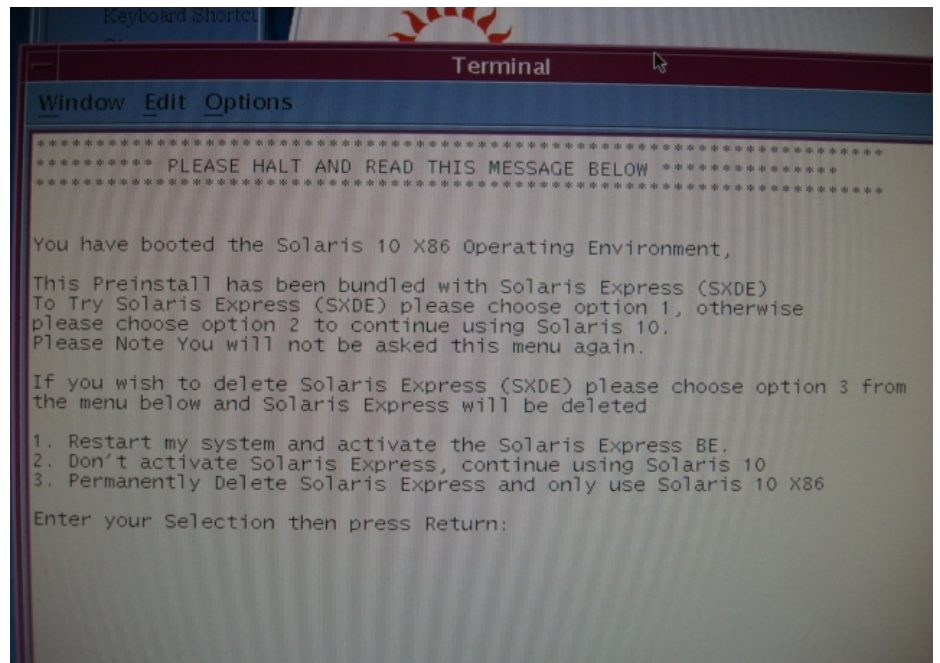 Keyboard Shortcu
Terminal
Window Edit Options
************************************************************************
********** PLEASE HALT AND READ THIS MESSAGE BELOW ***************
************************************************************************
You have booted the Solaris 10 X86 Operating Environment,
This Preinstall has been bundled with Solaris Express (SXDE)
To Try Solaris Express (SXDE) please choose option 1, otherwise
please choose option 2 to continue using Solaris 10.
Please Note You will not be asked this menu again.
If you wish to delete Solaris Express (SXDE) please choose option 3 from
the menu below and Solaris Express will be deleted
1. Restart my system and activate the Solaris Express BE.
2. Don't activate Solaris Express, continue using Solaris 10
3. Permanently Delete Solaris Express and only use Solaris 10 X86
Enter your Selection then press Return: